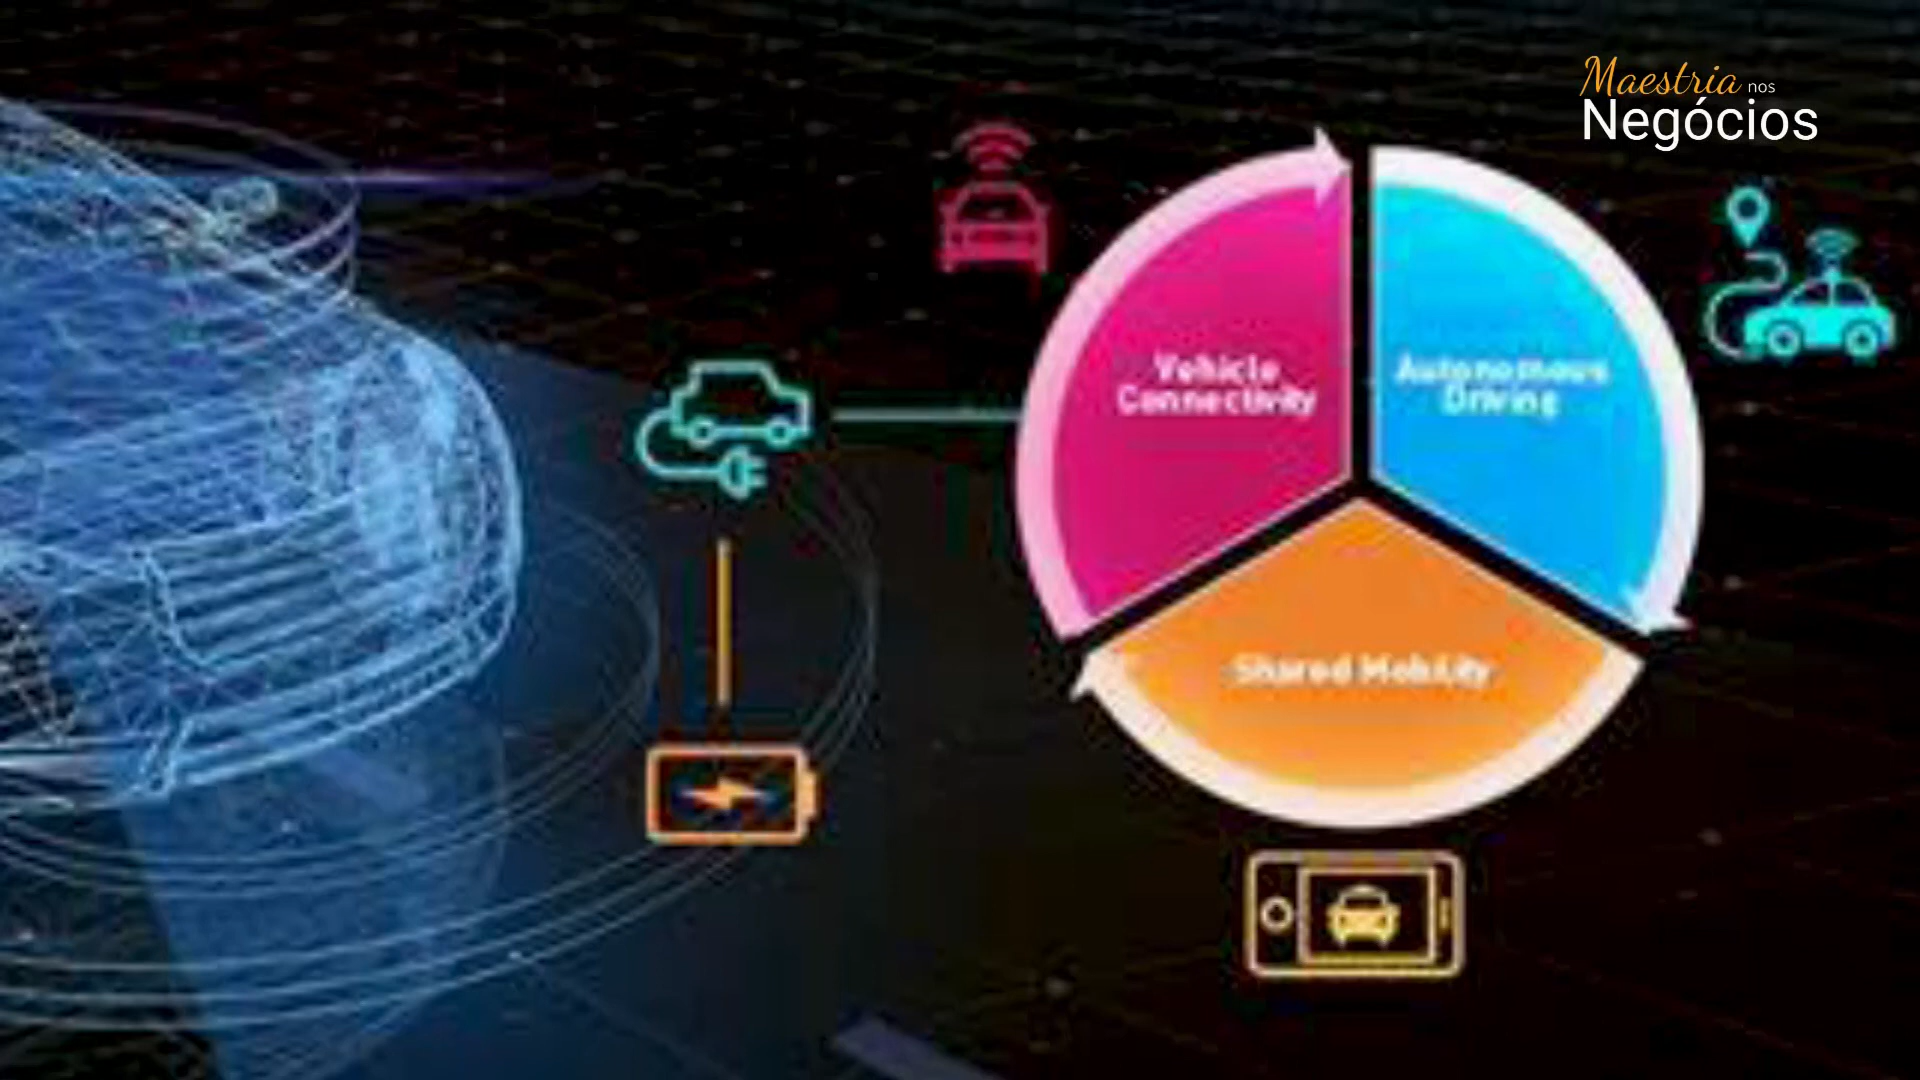 Maestria nos
Negócios
Vehicle
Connectivity
Autonomous
Driving
Shared Mobility